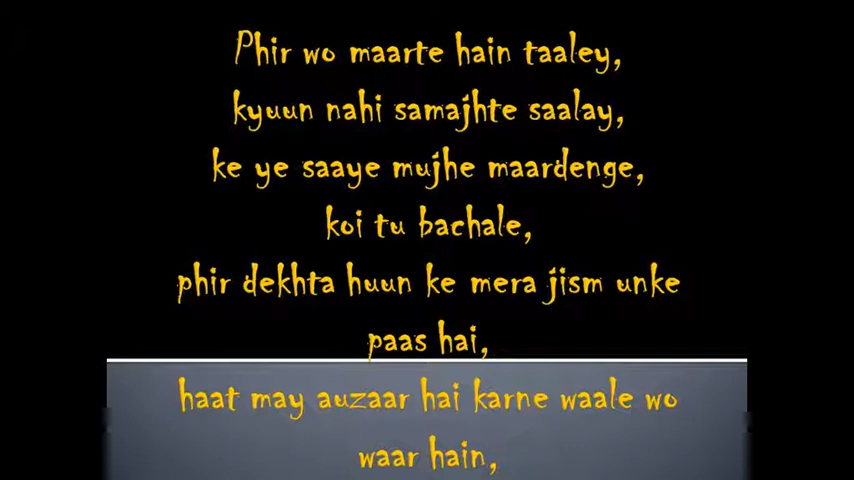 Phir wo maarte hain taaley,
kyuun nahi samajhte saalay,
ke ye saaye mujhe maardenge,
koi tu bachale,
phir dekhta huun ke mera jism unke
paas hai,
haat may auzaar hai karne waale wo
waar hain,